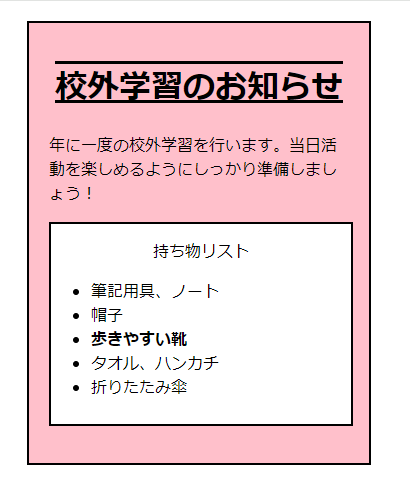 校外学習のお知らせ
年に一度の校外学習を行います。当日活
動を楽しめるようにしっかり準備しまし
ょう！
持ち物リスト
筆記用具、ノート
帽子
歩きやすい靴
タオル、ハンカチ
折りたたみ傘